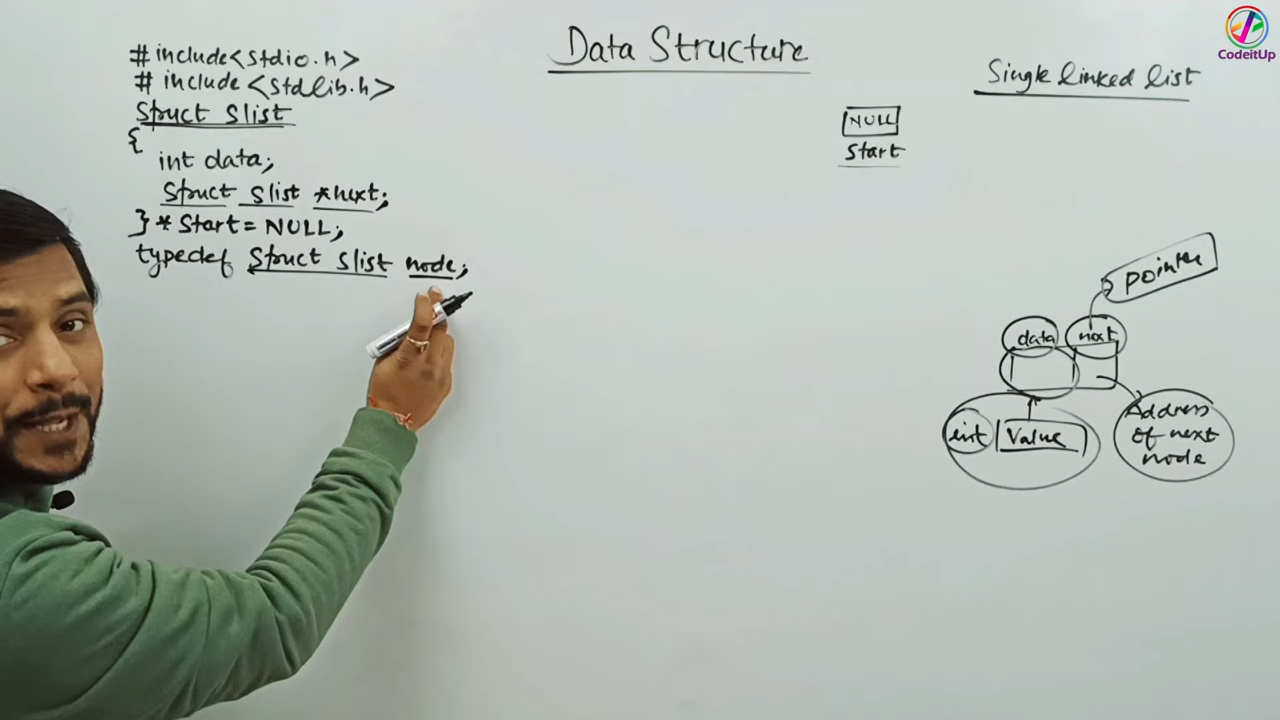 #include<stdio.h>
#include<stdlib.h>
Struct Slist
{
int data;
Struct Slist *next;
} * Start = NULL;
typedef Struct Slist node;
Data Structure
CodeitUp
Single linked list
NULL
Start
pointer
data next
int Value
Address
of next
node